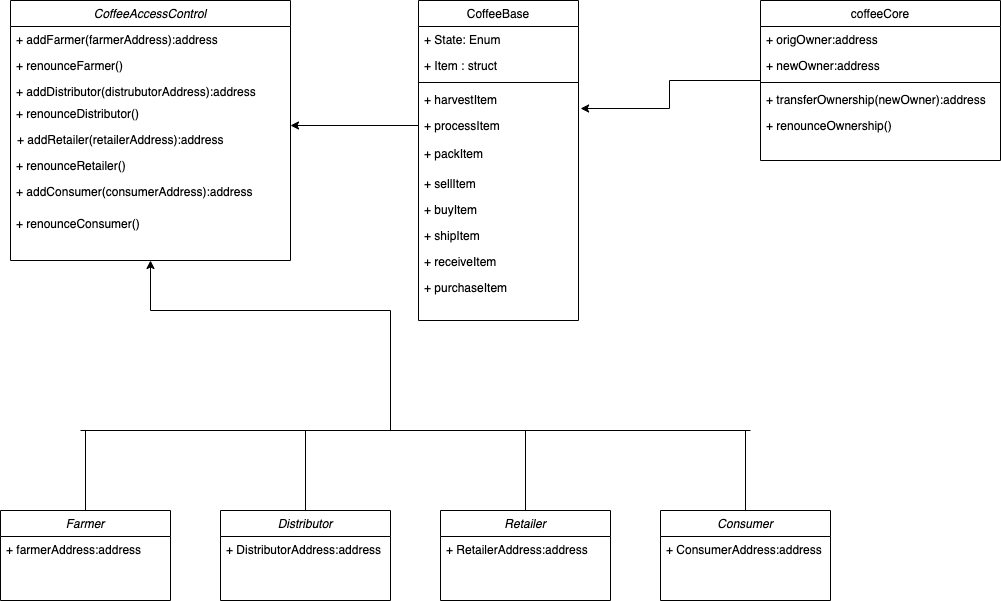 CoffeeAccessControl
+ addFarmer(farmerAddress):address
+ renounceFarmer()
+ addDistributor(distrubutorAddress):address
+ renounceDistributor()
+ addRetailer(retailerAddress):address
+ renounceRetailer()
+ addConsumer(consumerAddress):address
+ renounceConsumer()
CoffeeBase
+ State: Enum
+ Item : struct
+ harvestItem
+ processItem
+ packItem
+ sellItem
+ buyItem
+ shipItem
+ receiveItem
+ purchaseItem
coffeeCore
+ origOwner:address
+ newOwner:address
+ transferOwnership(newOwner):address
+ renounceOwnership()
Farmer
+ farmerAddress:address
Distributor
+ DistributorAddress:address
Retailer
+ RetailerAddress:address
Consumer
+ ConsumerAddress:address